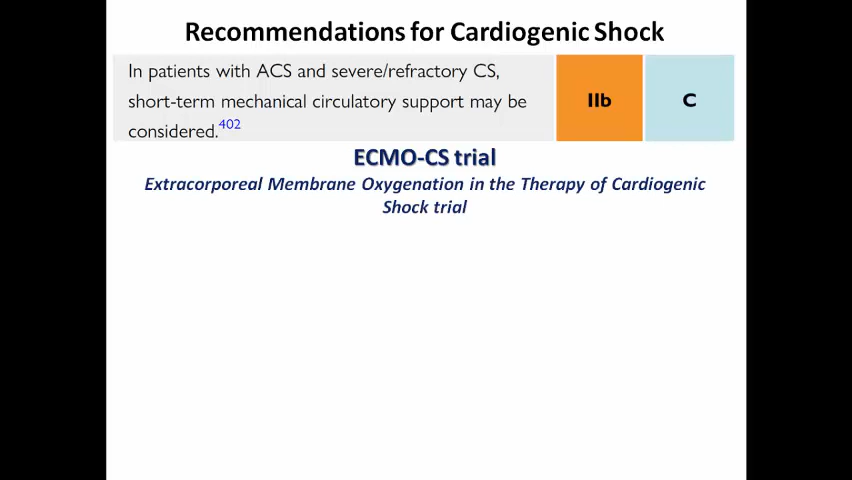 Recommendations for Cardiogenic Shock
In patients with ACS and severe/refractory CS,
short-term mechanical circulatory support may be
considered.402
IIb
C
ECMO-CS trial
Extracorporeal Membrane Oxygenation in the Therapy of Cardiogenic
Shock trial